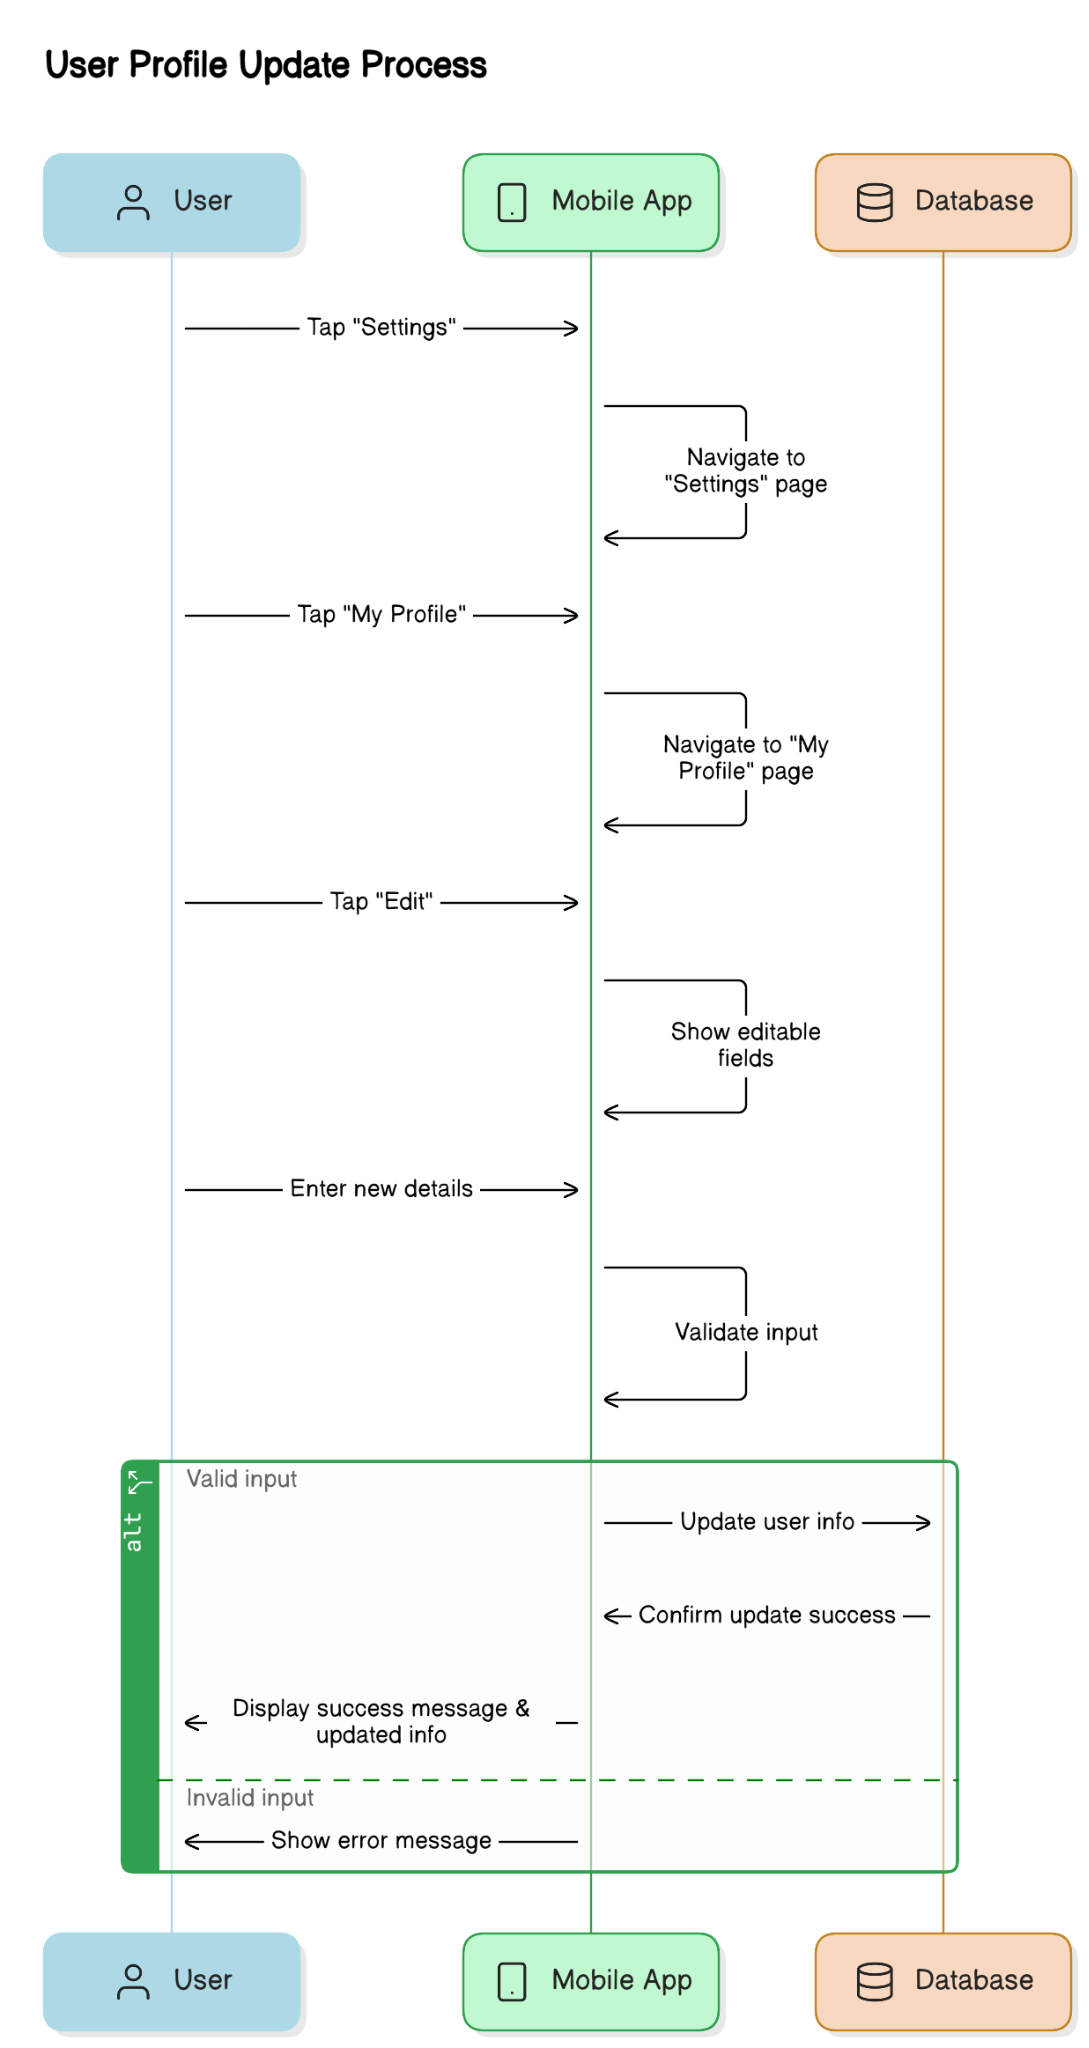 User Profile Update Process
User
Mobile App
Database
Tap "Settings"
Navigate to
"Settings" page
Tap "My Profile"
Navigate to "My
Profile" page
Tap "Edit"
Show editable
fields
Enter new details
Validate input
alt
Valid input
Update user info
Confirm update success
Display success message &
updated info
Invalid input
Show error message
User
Mobile App
Database